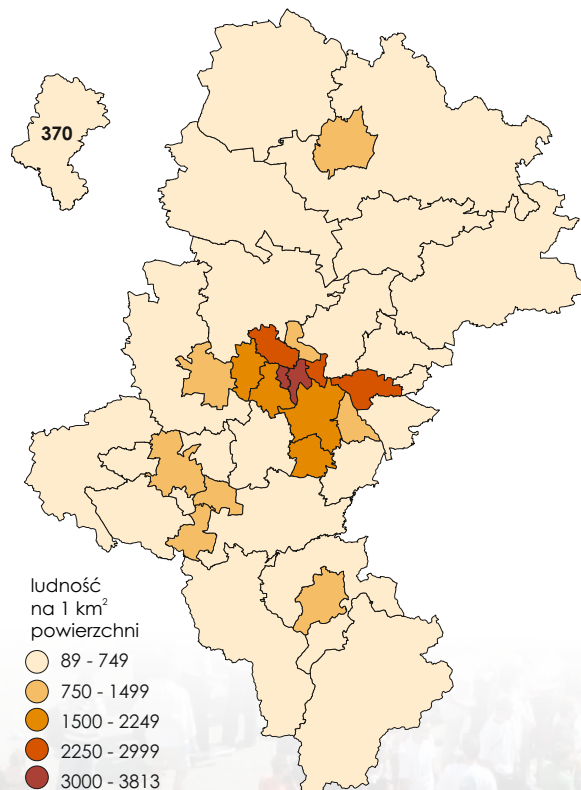 370
ludność
na 1 km²
powierzchni
89 - 749
750 - 1499
1500 - 2249
2250 - 2999
3000 - 3813